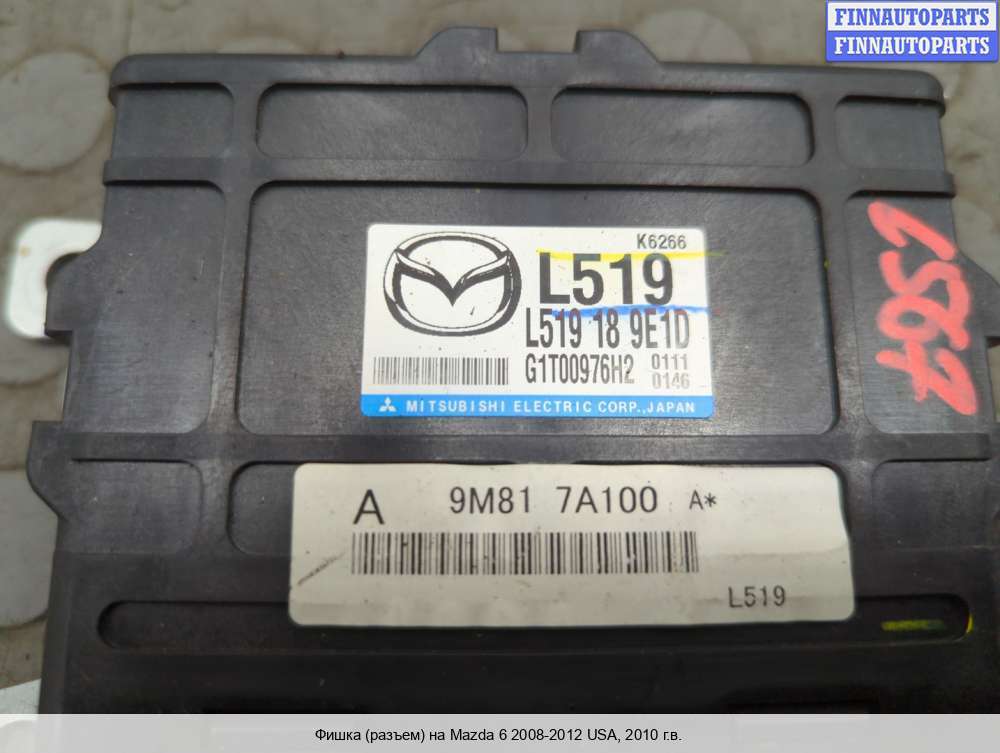 FINNAUTOPARTS
FINNAUTOPARTS
K6266
L519
L519 18 9E1D
G1T00976H2 0111 0146
MITSUBISHI ELECTRIC CORP., JAPAN
1567
A 9M81 7A100 A*
L519
Фишка (разъем) на Mazda 6 2008-2012 USA, 2010 г.в.